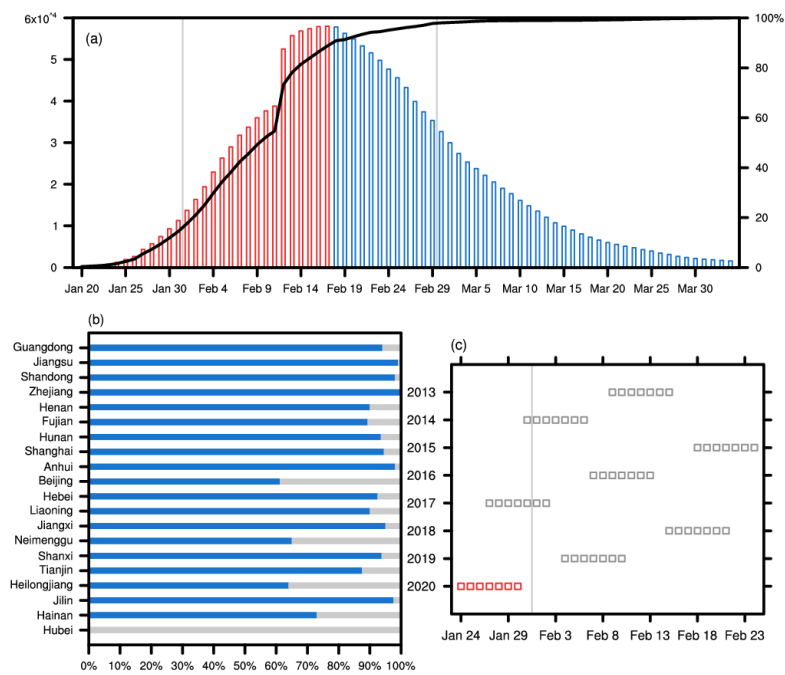 6x10^4
5
4
3
2
1
0
(a)
100%
80
60
40
20
0
Jan 20 Jan 25 Jan 30 Feb 4 Feb 9 Feb 14 Feb 19 Feb 24 Feb 29 Mar 5 Mar 10 Mar 15 Mar 20 Mar 25 Mar 30
(b)
Guangdong
Jiangsu
Shandong
Zhejiang
Henan
Fujian
Hunan
Shanghai
Anhui
Beijing
Hebei
Liaoning
Jiangxi
Neimenggu
Shanxi
Tianjin
Heilongjiang
Jilin
Hainan
Hubei
0% 10% 20% 30% 40% 50% 60% 70% 80% 90% 100%
(c)
2013
2014
2015
2016
2017
2018
2019
2020
Jan 24 Jan 29 Feb 3 Feb 8 Feb 13 Feb 18 Feb 23